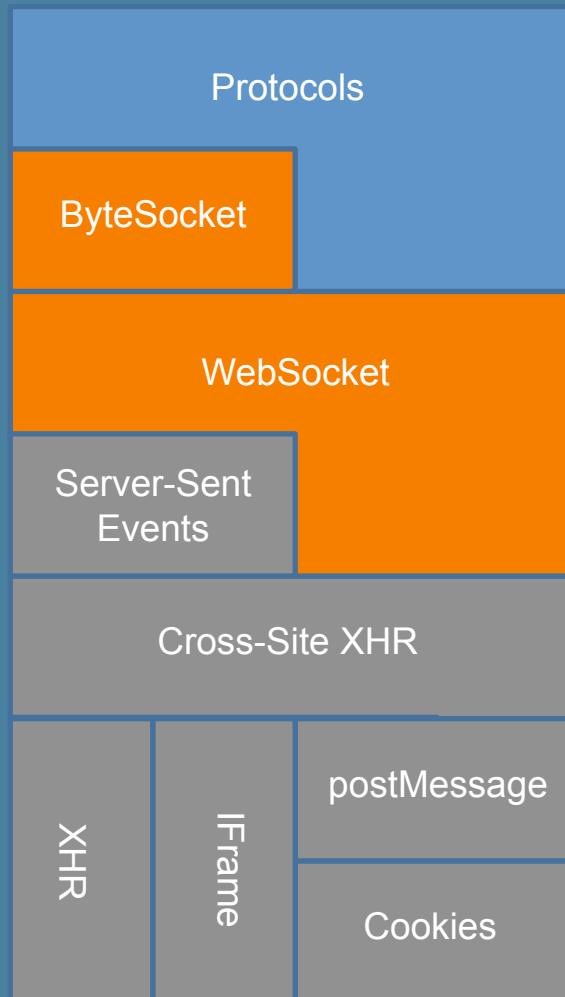 Protocols
ByteSocket
WebSocket
Server-Sent
Events
Cross-Site XHR
XHR
IFrame
postMessage
Cookies